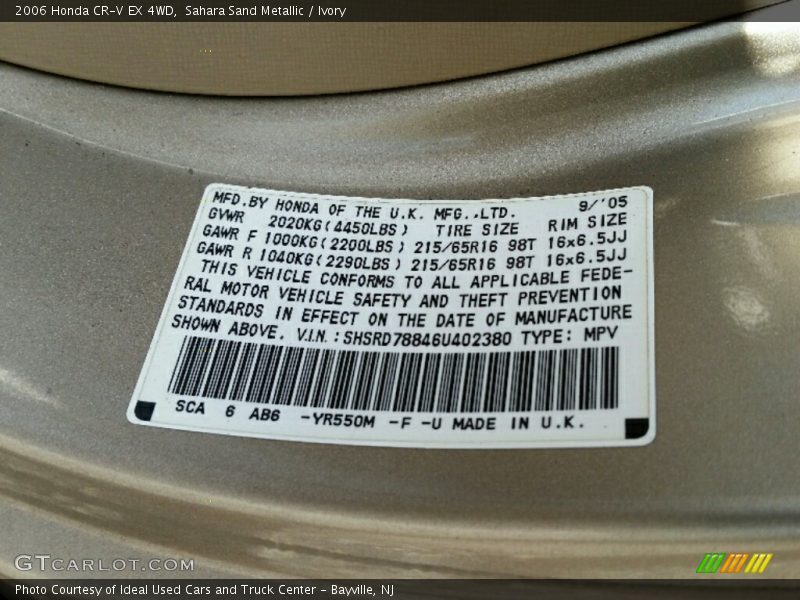 2006 Honda CR-V EX 4WD, Sahara Sand Metallic / Ivory
MFD.BY HONDA OF THE U.K. MFG.,LTD. 9/'05
GVWR 2020KG(4450LBS) TIRE SIZE RIM SIZE
GAWR F 1000KG(2200LBS) 215/65R16 98T 16x6.5JJ
GAWR R 1040KG(2290LBS) 215/65R16 98T 16x6.5JJ
THIS VEHICLE CONFORMS TO ALL APPLICABLE FEDE-
RAL MOTOR VEHICLE SAFETY AND THEFT PREVENTION
STANDARDS IN EFFECT ON THE DATE OF MANUFACTURE
SHOWN ABOVE. V.I.N.:SHSRD78846U402380 TYPE: MPV
SCA 6 AB6 -YR550M -F -U MADE IN U.K.
GTCARLOT.COM
Photo Courtesy of Ideal Used Cars and Truck Center - Bayville, NJ